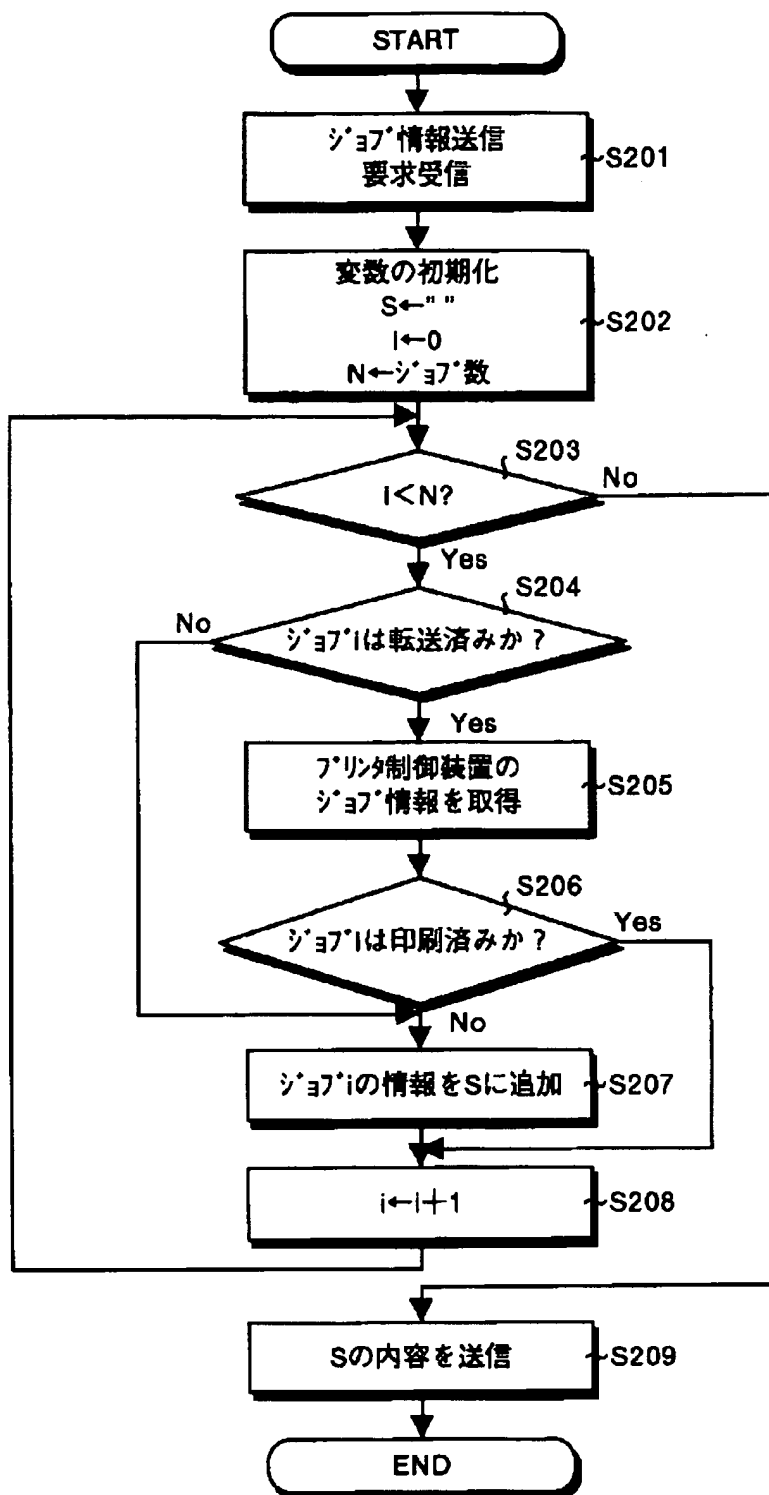 START
ｼﾞｮﾌﾞ情報送信
要求受信
S201
変数の初期化
S←" "
i←0
N←ｼﾞｮﾌﾞ数
S202
S203
i＜N?
No
Yes
S204
No
ｼﾞｮﾌﾞiは転送済みか？
Yes
ﾌﾟﾘﾝﾀ制御装置の
ｼﾞｮﾌﾞ情報を取得
S205
S206
ｼﾞｮﾌﾞiは印刷済みか？
Yes
No
ｼﾞｮﾌﾞiの情報をSに追加
S207
i←i＋1
S208
Sの内容を送信
S209
END